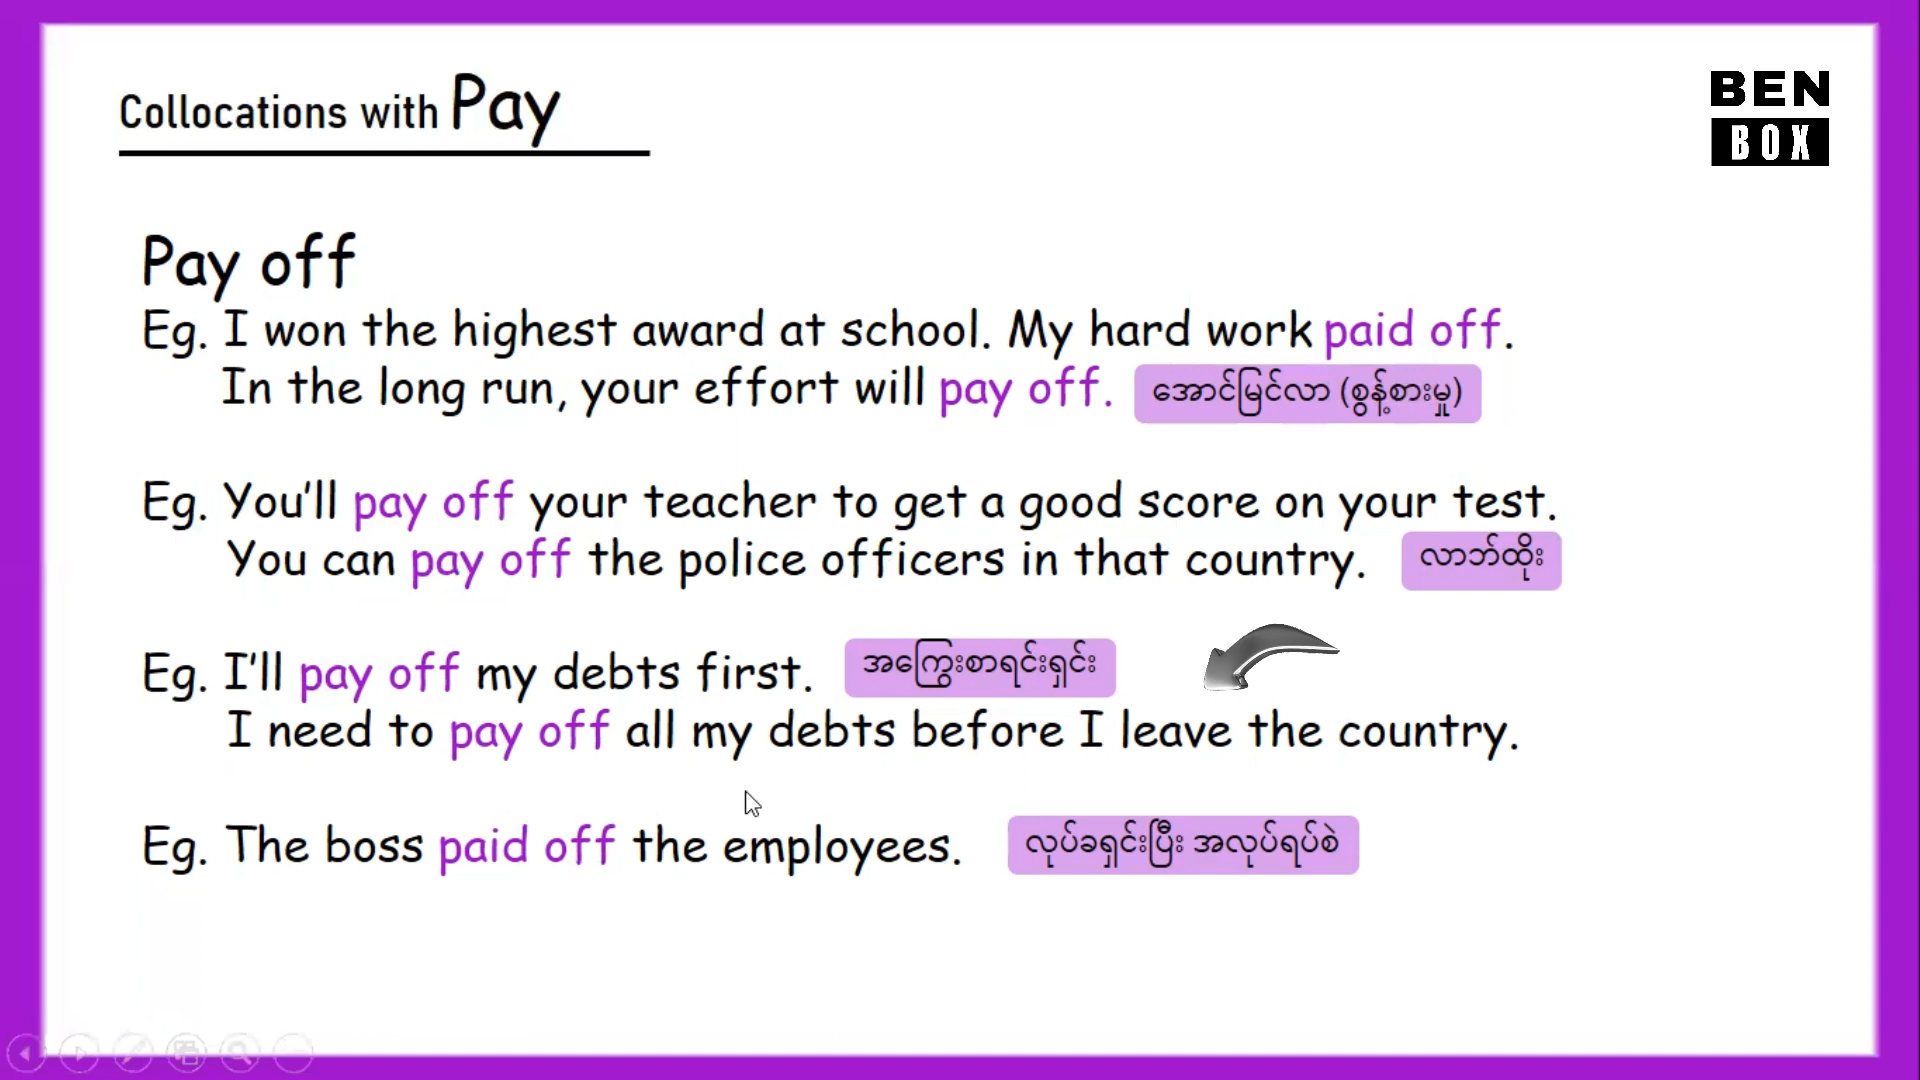 Collocations with Pay
BEN
BOX
Pay off
Eg. I won the highest award at school. My hard work paid off.
In the long run, your effort will pay off. အောင်မြင်လာ (စွန့်စားမှု)
Eg. You'll pay off your teacher to get a good score on your test.
You can pay off the police officers in that country. လာဘ်ထိုး
Eg. I'll pay off my debts first. အကြွေးစာရင်းရှင်း
I need to pay off all my debts before I leave the country.
Eg. The boss paid off the employees. လုပ်ခရှင်းပြီး အလုပ်ရပ်စဲ